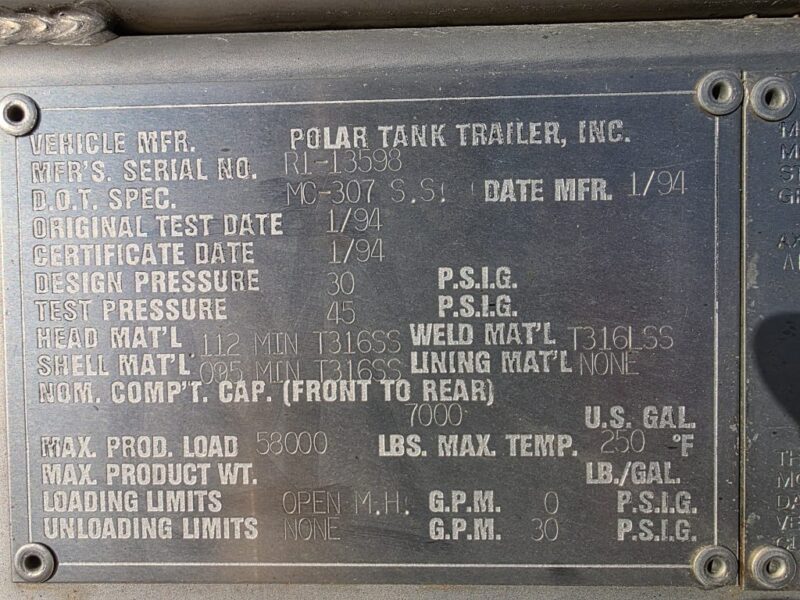 VEHICLE MFR. POLAR TANK TRAILER, INC.
MFR'S. SERIAL NO. R1-13598
D.O.T. SPEC. MC-307 S.S. DATE MFR. 1/94
ORIGINAL TEST DATE 1/94
CERTIFICATE DATE 1/94
DESIGN PRESSURE 30 P.S.I.G.
TEST PRESSURE 45 P.S.I.G.
HEAD MAT'L 112 MIN T316SS WELD MAT'L T316LSS
SHELL MAT'L 095 MIN T316SS LINING MAT'L NONE
NOM. COMP'T. CAP. (FRONT TO REAR)
7000 U.S. GAL.
MAX. PROD. LOAD 58000 LBS. MAX. TEMP. 250 °F
MAX. PRODUCT WT. LB./GAL.
LOADING LIMITS OPEN M.H. G.P.M. 0 P.S.I.G.
UNLOADING LIMITS NONE G.P.M. 30 P.S.I.G.